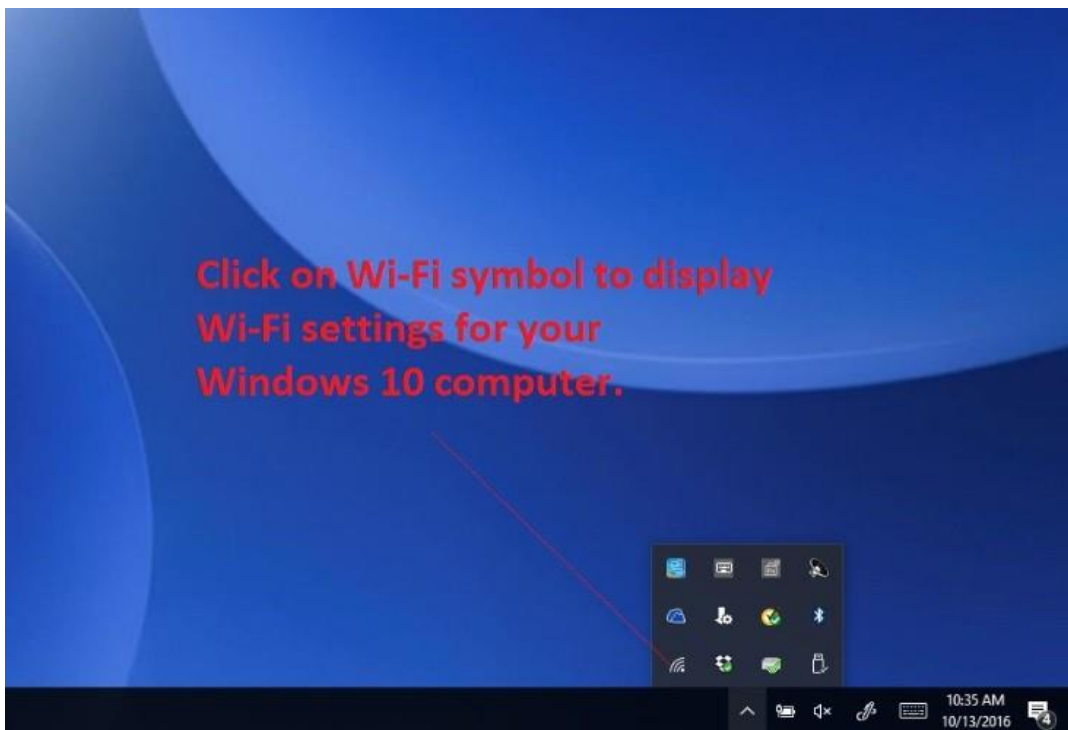 Click on Wi-Fi symbol to display
Wi-Fi settings for your
Windows 10 computer.
10:35 AM
10/13/2016
4